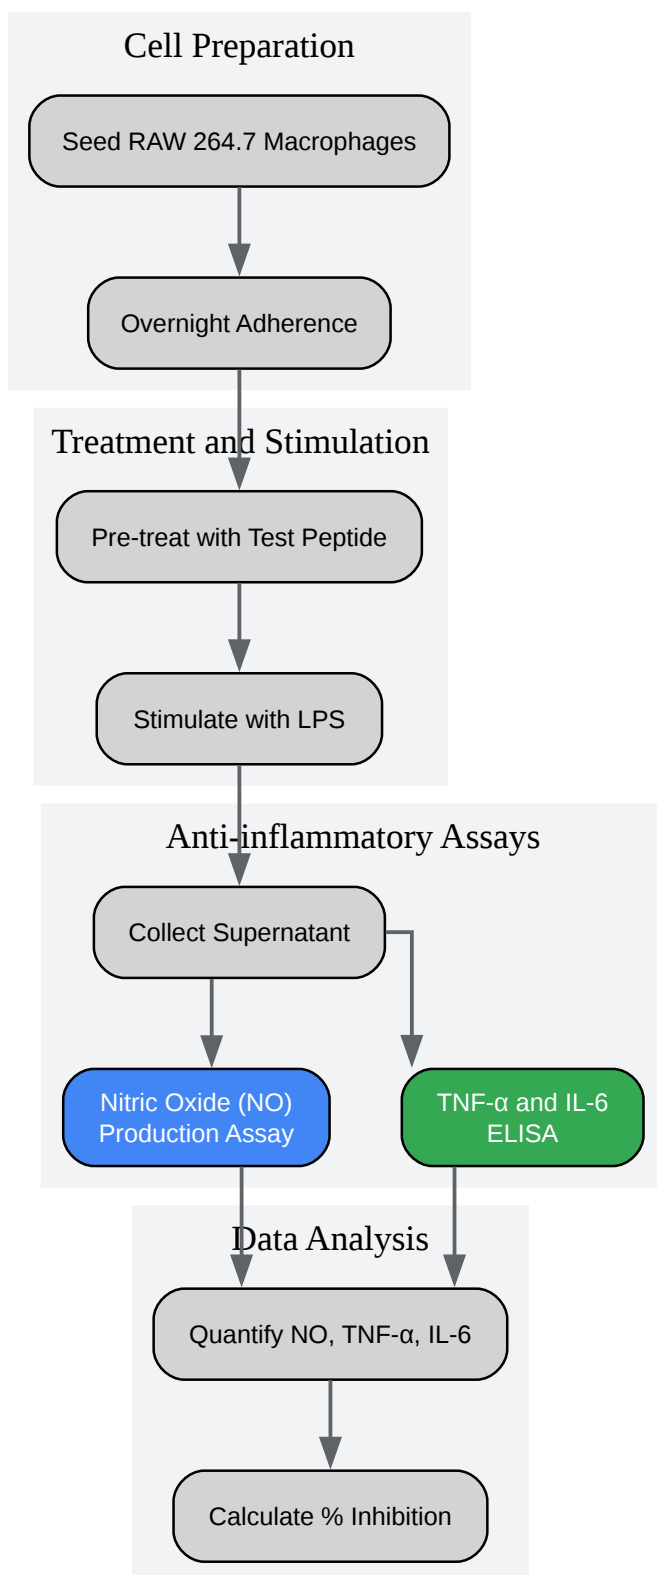 Cell Preparation
Seed RAW 264.7 Macrophages
Overnight Adherence
Treatment and Stimulation
Pre-treat with Test Peptide
Stimulate with LPS
Anti-inflammatory Assays
Collect Supernatant
Nitric Oxide (NO)
Production Assay
TNF-α and IL-6
ELISA
Data Analysis
Quantify NO, TNF-α, IL-6
Calculate % Inhibition